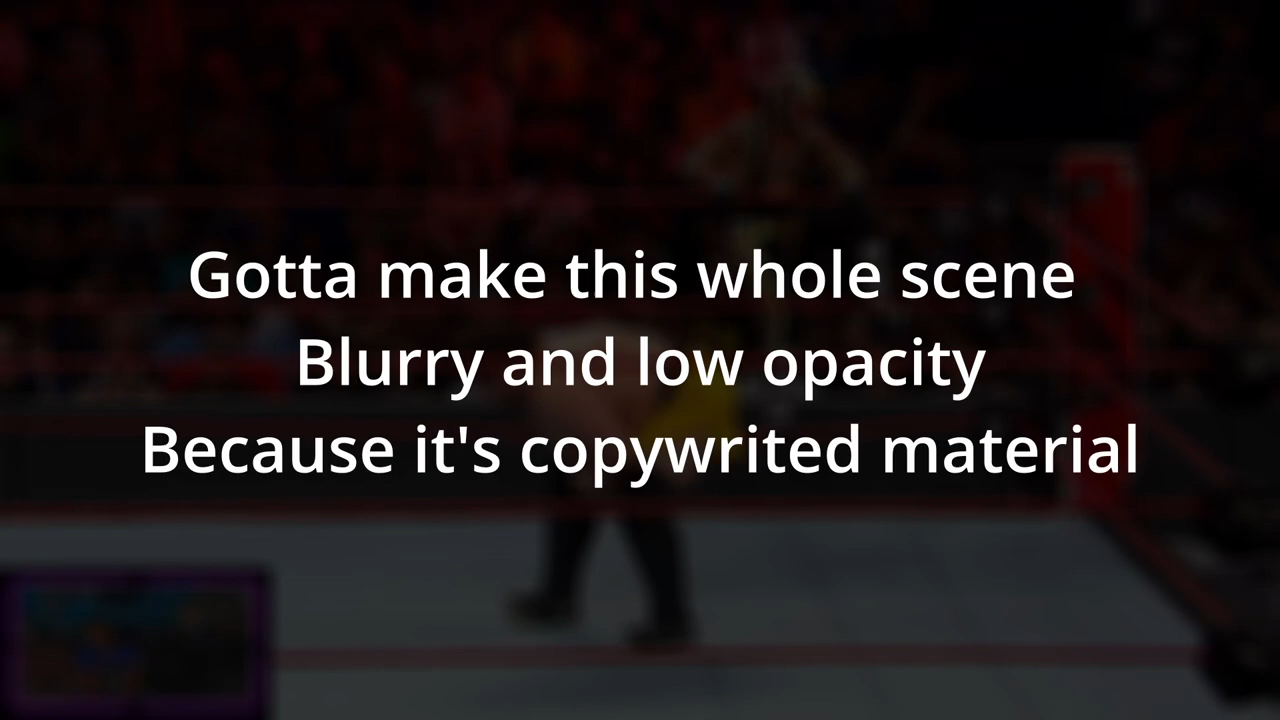 Gotta make this whole scene
Blurry and low opacity
Because it's copywrited material